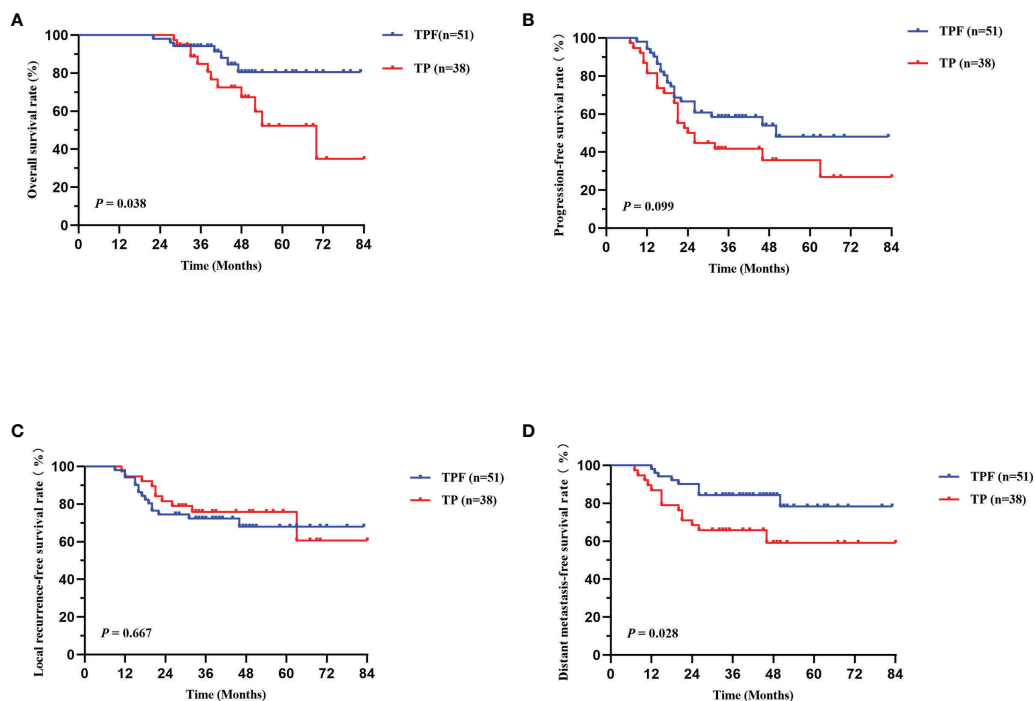 A
Overall survival rate (%)
100
80
60
40
20
0
0 12 24 36 48 60 72 84
Time (Months)
P = 0.038
TPF(n=51)
TP (n=38)
B
Progression-free survival rate ( %)
100
80
60
40
20
0
0 12 24 36 48 60 72 84
Time (Months)
P = 0.099
TPF (n=51)
TP (n=38)
C
Local recurrence-free survival rate ( %)
100
80
60
40
20
0
0 12 24 36 48 60 72 84
Time (Months)
P = 0.667
TPF (n=51)
TP (n=38)
D
Distant metastasis-free survival rate ( %)
100
80
60
40
20
0
0 12 24 36 48 60 72 84
Time (Months)
P = 0.028
TPF (n=51)
TP (n=38)